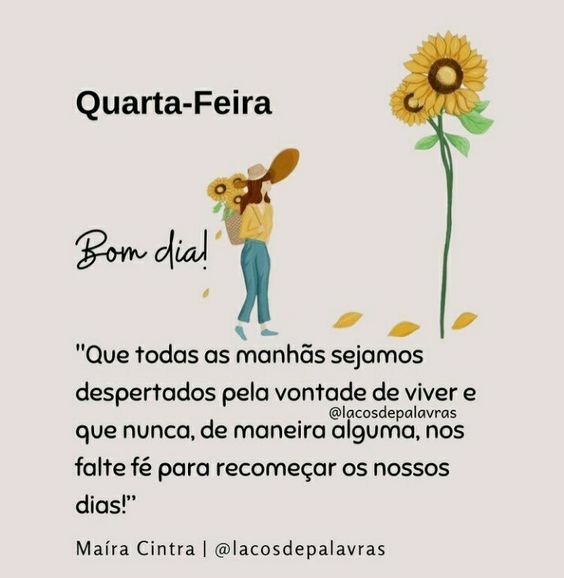 Quarta-Feira
Bom dia!
"Que todas as manhãs sejamos
despertados pela vontade de viver e
@lacosdepalavras
que nunca, de maneira alguma, nos
falte fé para recomeçar os nossos
dias!”
Maíra Cintra | @lacosdepalavras